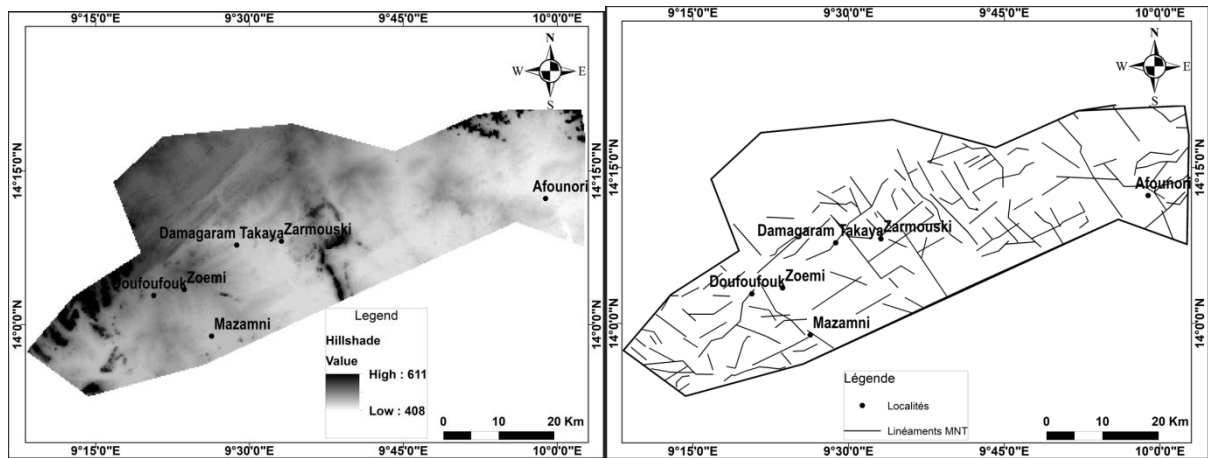 9°15'0"E 9°30'0"E 9°45'0"E 10°0'0"E
N
W E
S
14°15'0"N 14°15'0"N
Afounori
Damagaram Takaya Zarmouski
Doufoufouk Zoemi
Mazamni
14°0'0"N 14°0'0"N
Legend
Hillshade
Value
High : 611
Low : 408
0 10 20 Km
9°15'0"E 9°30'0"E 9°45'0"E 10°0'0"E
9°15'0"E 9°30'0"E 9°45'0"E 10°0'0"E
N
W E
S
14°15'0"N 14°15'0"N
Afounori
Damagaram Takaya Zarmouski
Zoemi
Doufoufouk
Mazamni
14°0'0"N 14°0'0"N
Légende
Localités
Linéaments MNT
0 10 20 Km
9°15'0"E 9°30'0"E 9°45'0"E 10°0'0"E